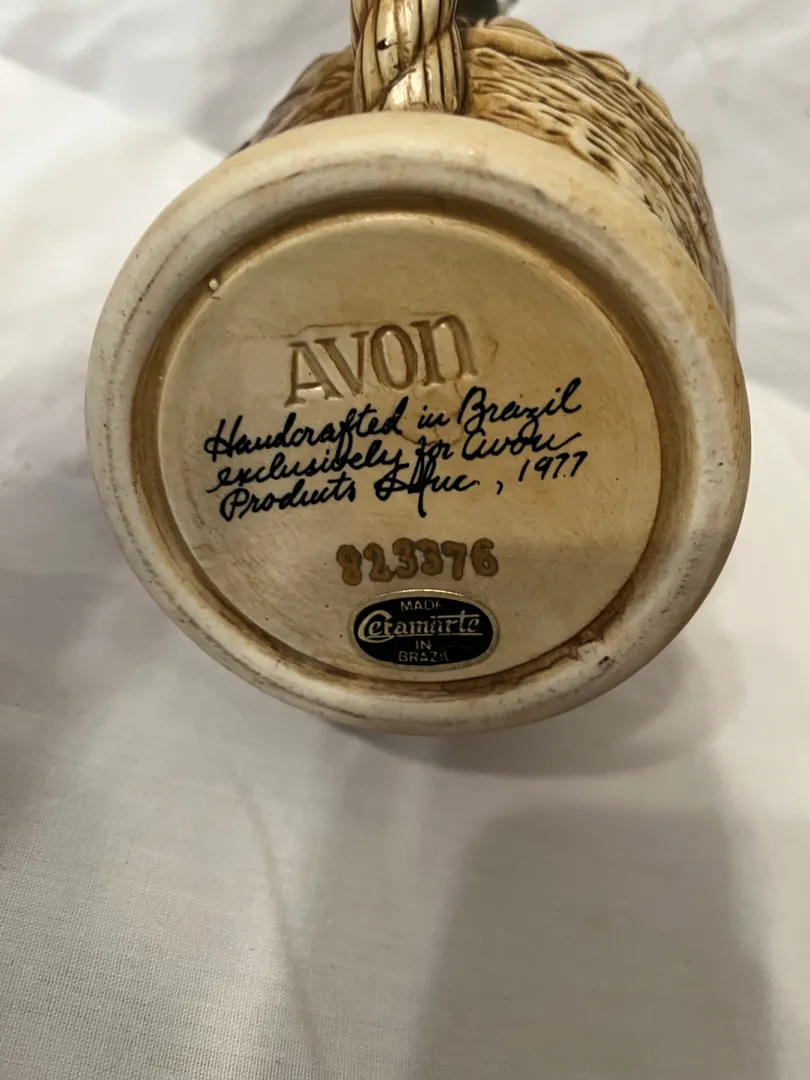 AVON
Handcrafted in Brazil
exclusively for Avon
Products Inc., 1977
823376
MADE
Ceramarte
IN
BRAZIL